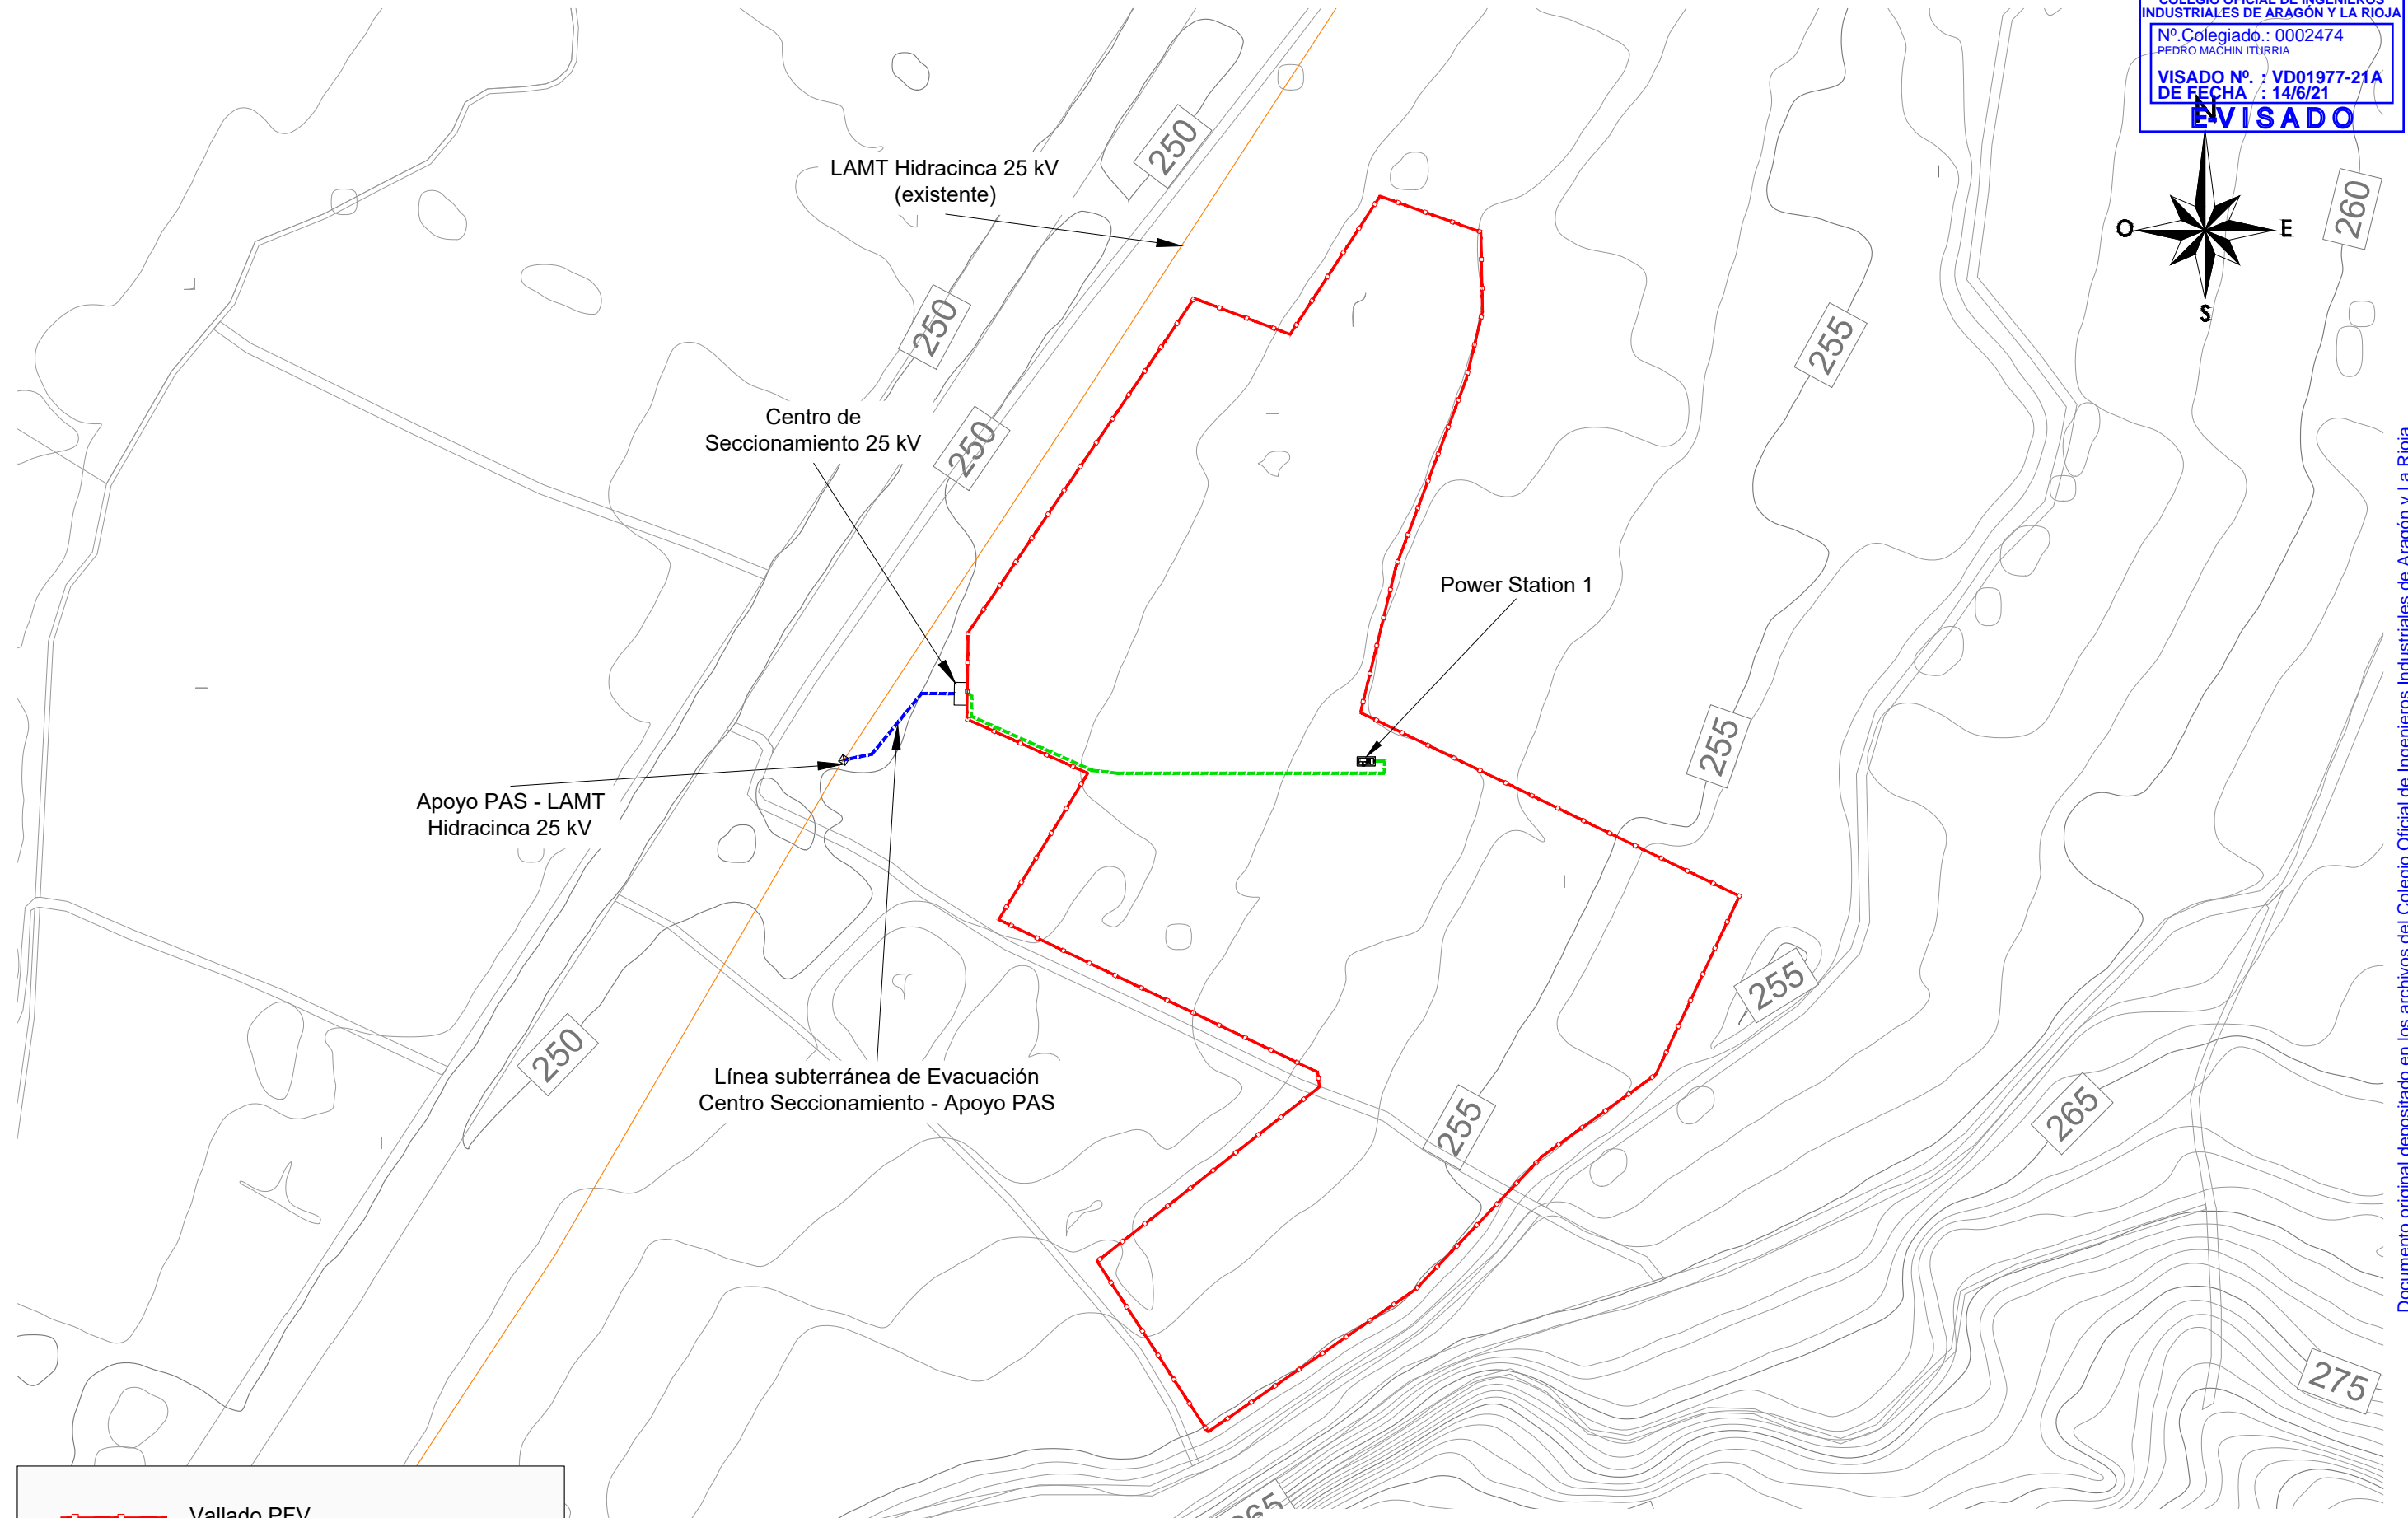 COLEGIO OFICIAL DE INGENIEROS
INDUSTRIALES DE ARAGÓN Y LA RIOJA
Nº.Colegiado.: 0002474
PEDRO MACHIN ITURRIA
VISADO Nº. : VD01977-21A
DE FECHA : 14/6/21
E-VISADO
N
O
E
S
LAMT Hidracinca 25 kV
(existente)
Centro de
Seccionamiento 25 kV
Power Station 1
Apoyo PAS - LAMT
Hidracinca 25 kV
Línea subterránea de Evacuación
Centro Seccionamiento - Apoyo PAS
250
250
250
250
255
255
255
255
260
265
265
275
Vallado PFV
Documento original depositado en los archivos del Colegio Oficial de Ingenieros Industriales de Aragón y La Rioja